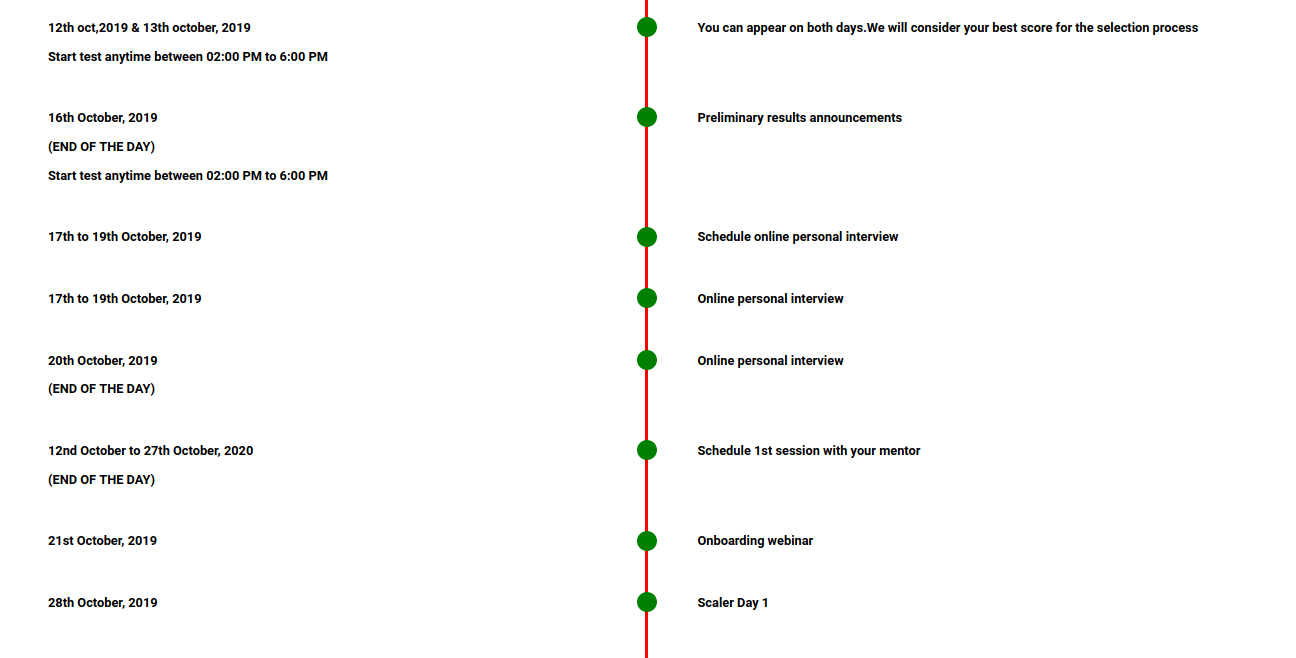 12th oct,2019 & 13th october, 2019
You can appear on both days.We will consider your best score for the selection process
Start test anytime between 02:00 PM to 6:00 PM
16th October, 2019
Preliminary results announcements
(END OF THE DAY)
Start test anytime between 02:00 PM to 6:00 PM
17th to 19th October, 2019
Schedule online personal interview
17th to 19th October, 2019
Online personal interview
20th October, 2019
Online personal interview
(END OF THE DAY)
12nd October to 27th October, 2020
Schedule 1st session with your mentor
(END OF THE DAY)
21st October, 2019
Onboarding webinar
28th October, 2019
Scaler Day 1